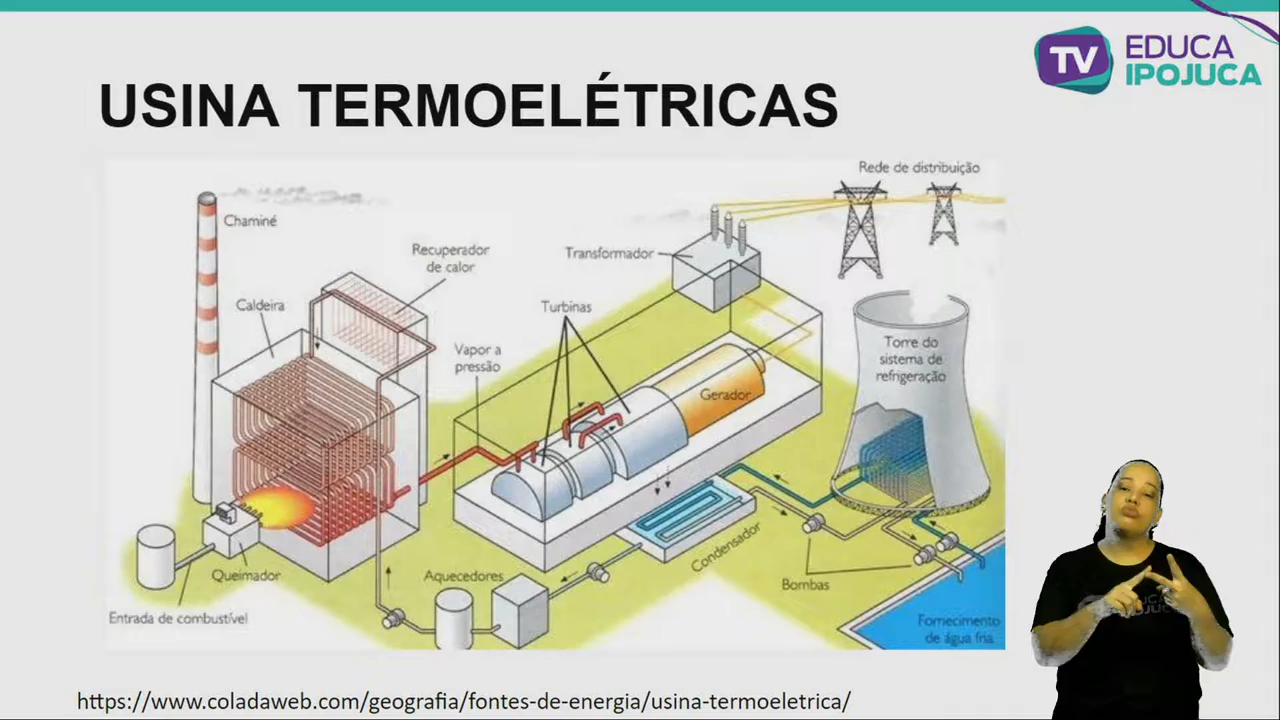 TV EDUCA
IPOJUCA
USINA TERMOELÉTRICAS
Rede de distribuição
Chaminé
Recuperador
de calor
Transformador
Caldeira
Turbinas
Vapor a
pressão
Torre do
sistema de
refrigeração
Gerador
Condensador
Queimador
Aquecedores
Bombas
Entrada de combustível
Fornecimento
de água fria
https://www.coladaweb.com/geografia/fontes-de-energia/usina-termoeletrica/